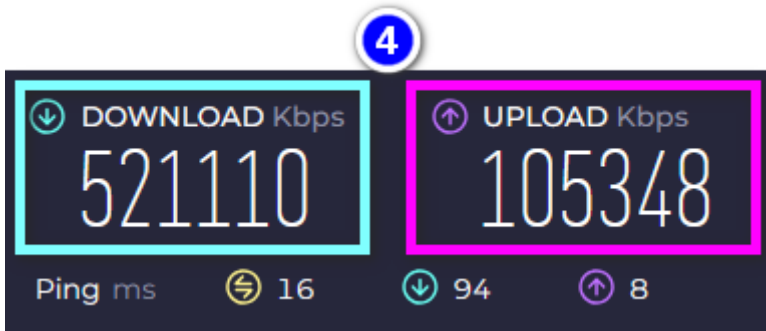 4
DOWNLOAD Kbps
521110
UPLOAD Kbps
105348
Ping ms 16 94 8